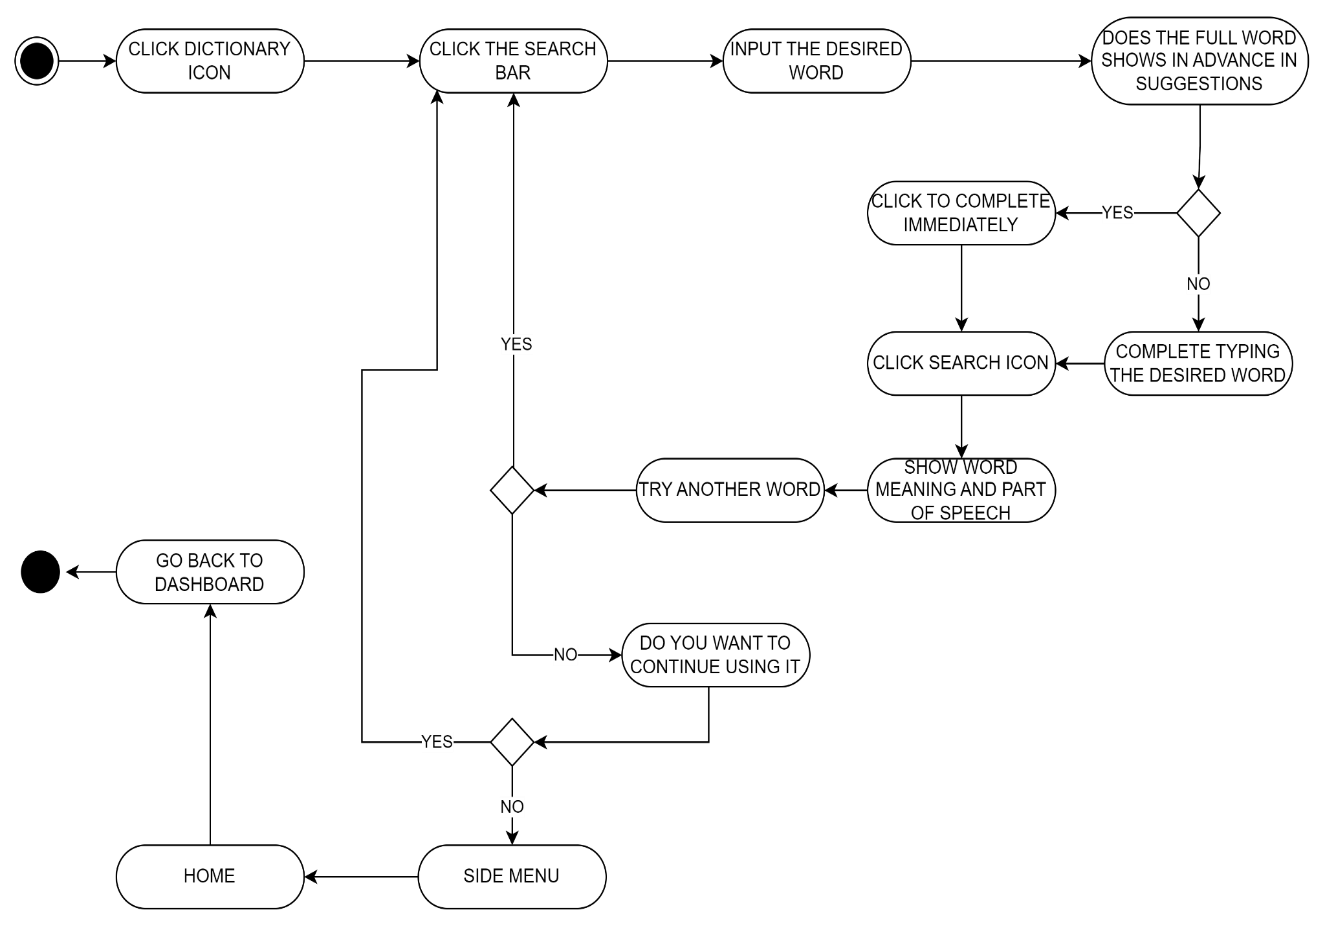 CLICK DICTIONARY
ICON
CLICK THE SEARCH
BAR
INPUT THE DESIRED
WORD
DOES THE FULL WORD
SHOWS IN ADVANCE IN
SUGGESTIONS
CLICK TO COMPLETE
IMMEDIATELY
YES
NO
CLICK SEARCH ICON
COMPLETE TYPING
THE DESIRED WORD
YES
TRY ANOTHER WORD
SHOW WORD
MEANING AND PART
OF SPEECH
GO BACK TO
DASHBOARD
NO
DO YOU WANT TO
CONTINUE USING IT
YES
NO
HOME
SIDE MENU